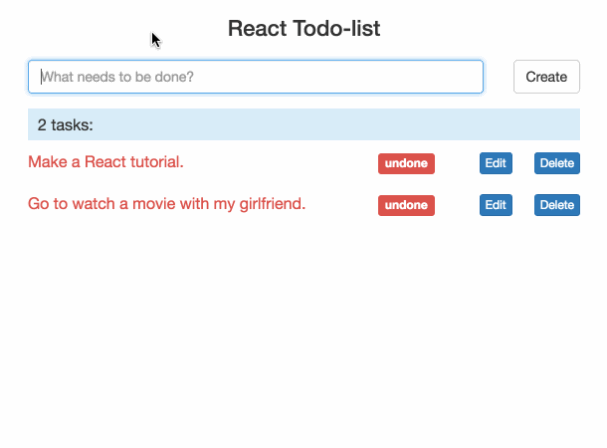 React Todo-list
What needs to be done? Create
2 tasks:
Make a React tutorial. undone Edit Delete
Go to watch a movie with my girlfriend. undone Edit Delete